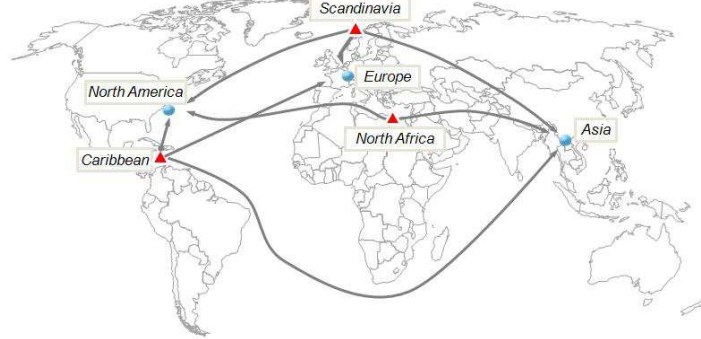 Scandinavia
North America
Europe
North Africa
Asia
Caribbean